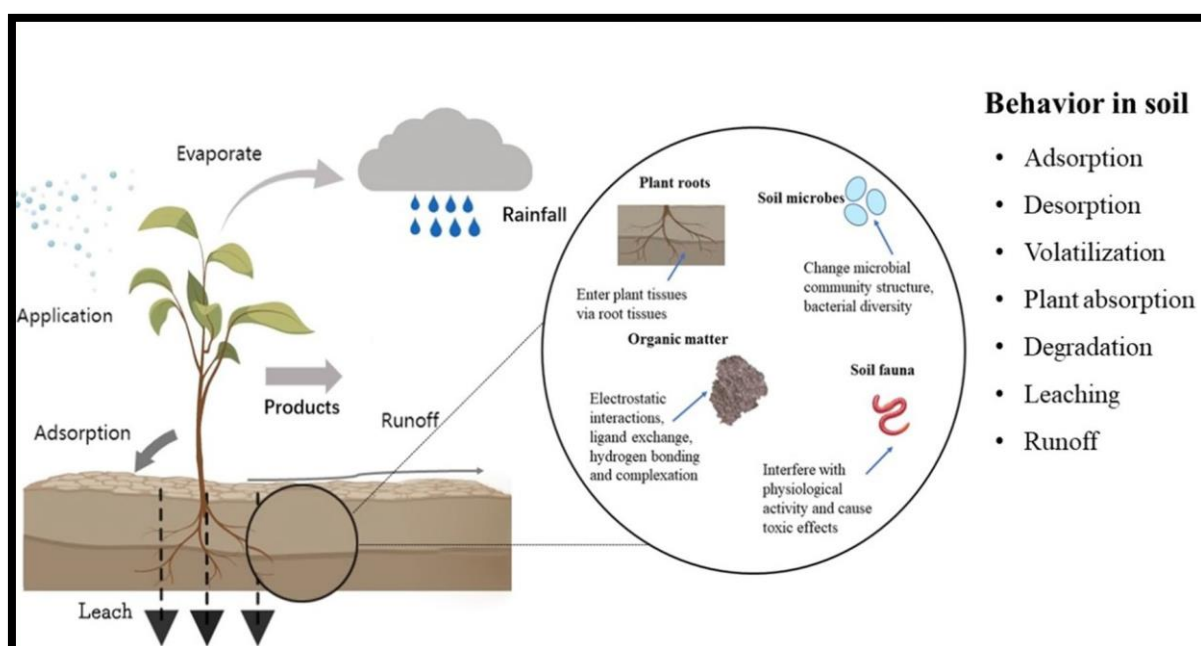 Evaporate
Rainfall
Application
Products
Runoff
Adsorption
Leach
Plant roots
Enter plant tissues
via root tissues
Soil microbes
Change microbial
community structure,
bacterial diversity
Organic matter
Electrostatic
interactions,
ligand exchange,
hydrogen bonding
and complexation
Soil fauna
Interfere with
physiological
activity and cause
toxic effects
Behavior in soil
• Adsorption
• Desorption
• Volatilization
• Plant absorption
• Degradation
• Leaching
• Runoff